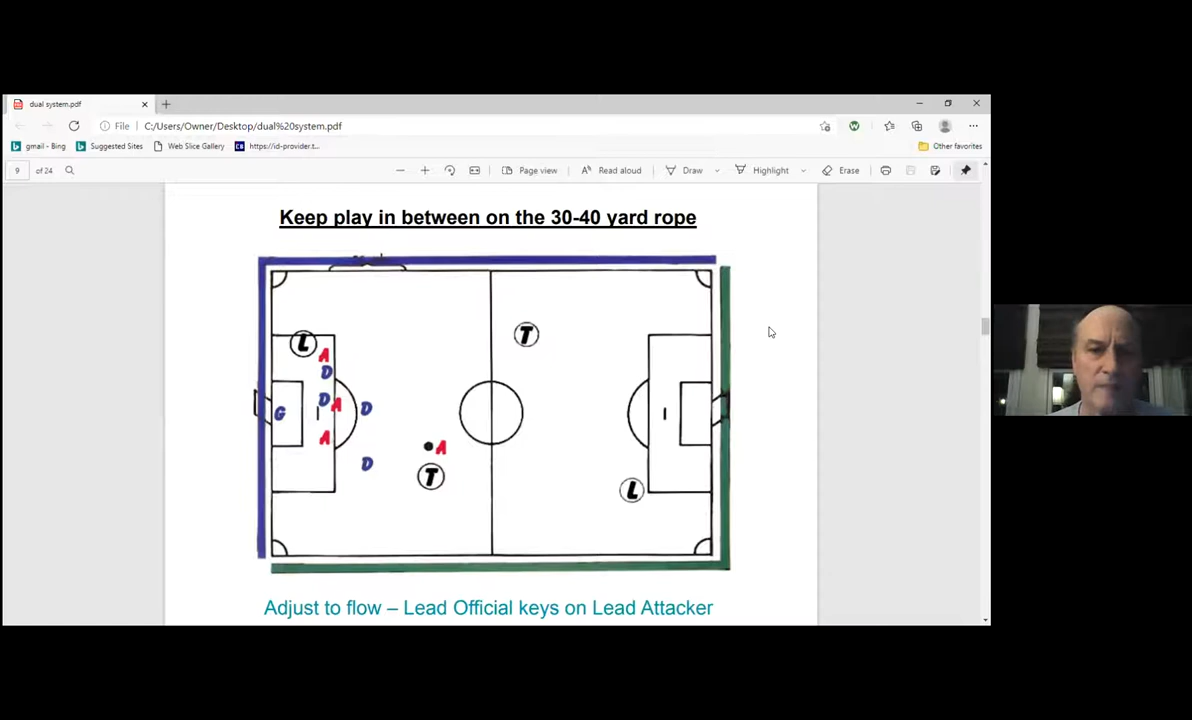 dual system.pdf
File C:/Users/Owner/Desktop/dual%20system.pdf
gmail - Bing Suggested Sites Web Slice Gallery https://id-provider.t... Other favorites
9 of 24 Page view Read aloud Draw Highlight Erase
Keep play in between on the 30-40 yard rope
L T
A
D
G D A D
A
A
D
T L
Adjust to flow – Lead Official keys on Lead Attacker